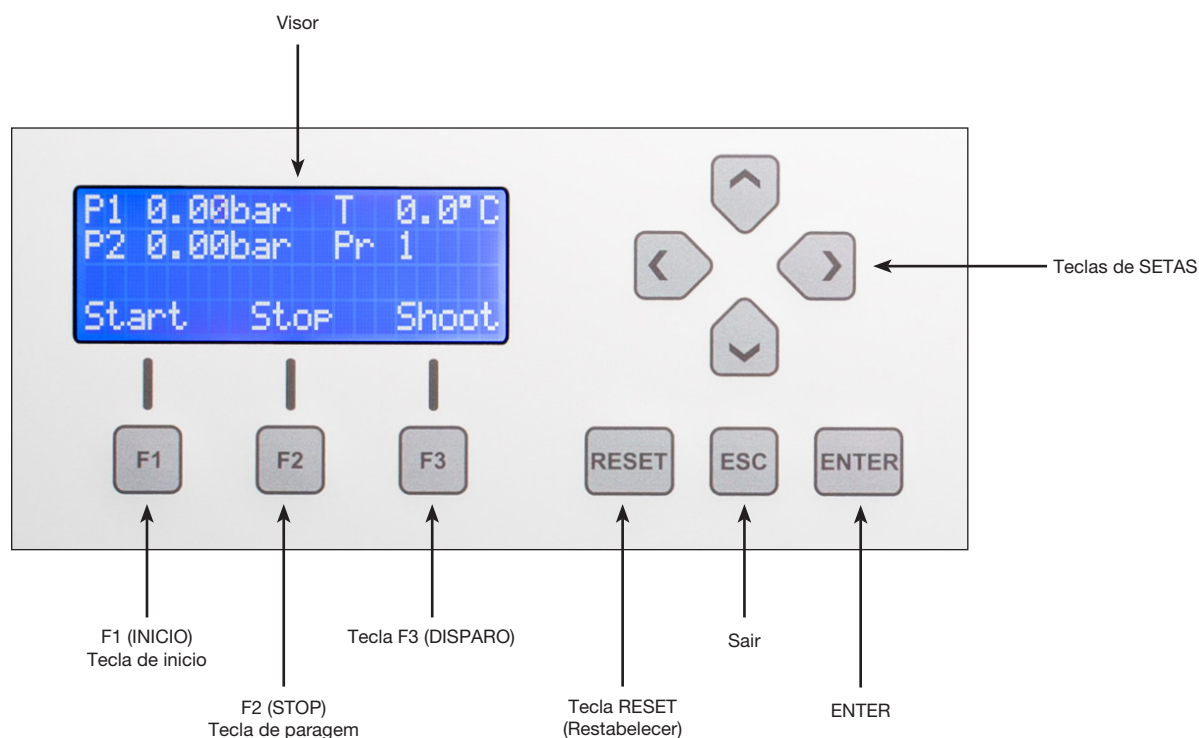 Visor
P1 0.00bar T 0.0°C
P2 0.00bar Pr 1
Start Stop Shoot
Teclas de SETAS
F1 F2 F3 RESET ESC ENTER
F1 (INICIO)
Tecla de inicio
F2 (STOP)
Tecla de paragem
Tecla F3 (DISPARO)
Tecla RESET
(Restabelecer)
Sair
ENTER